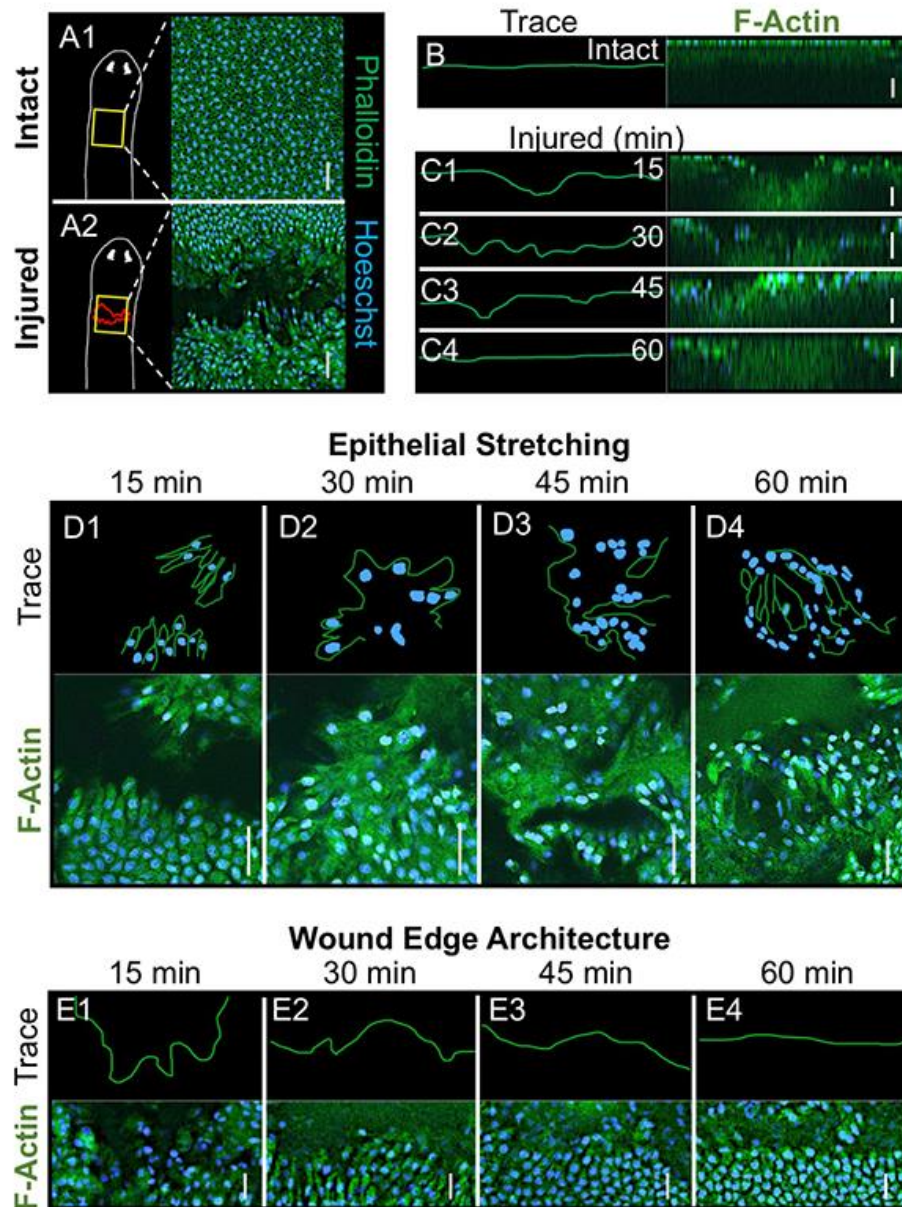 Trace F-Actin
A1
Intact
Phalloidin
B
Intact
Injured (min)
C1 15
A2
Injured
Hoeschst
C2 30
C3 45
C4 60
Epithelial Stretching
15 min 30 min 45 min 60 min
D1 D2 D3 D4
Trace
F-Actin
Wound Edge Architecture
15 min 30 min 45 min 60 min
E1 E2 E3 E4
Trace
F-Actin